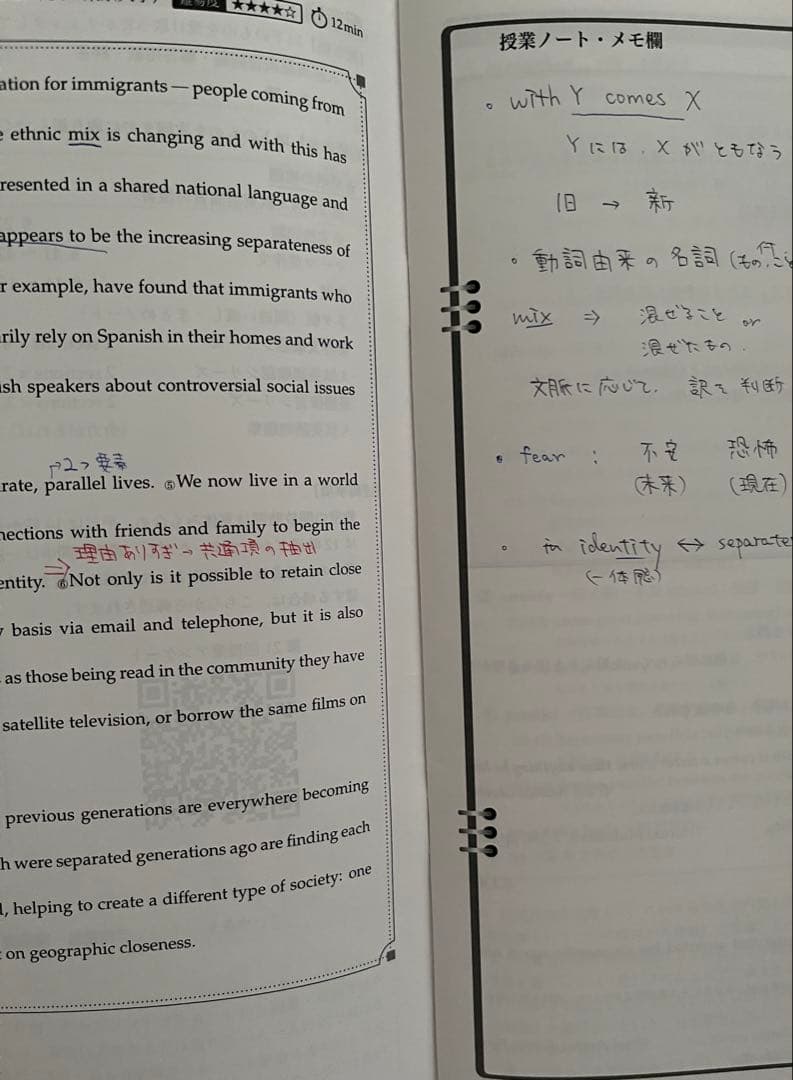 ★★★★☆ 12min
ation for immigrants — people coming from
e ethnic mix is changing and with this has
resented in a shared national language and
appears to be the increasing separateness of
r example, have found that immigrants who
rily rely on Spanish in their homes and work
ish speakers about controversial social issues
2つ要素
rate, parallel lives. ⑤We now live in a world
nections with friends and family to begin the
理由ありすぎ→共通項の抽出
entity. ⑥Not only is it possible to retain close
y basis via email and telephone, but it is also
as those being read in the community they have
satellite television, or borrow the same films on
previous generations are everywhere becoming
h were separated generations ago are finding each
l, helping to create a different type of society: one
on geographic closeness.
授業ノート・メモ欄
with Y comes X
Yには、Xがともなう
旧 → 新
動詞由来の名詞 (もの、こと
mix ⇒ 混ぜること or
混ぜたもの.
文脈に応じて. 訳を判断
fear : 不安 恐怖
(未来) (現在)
in identity ↔ separate
(一体感)